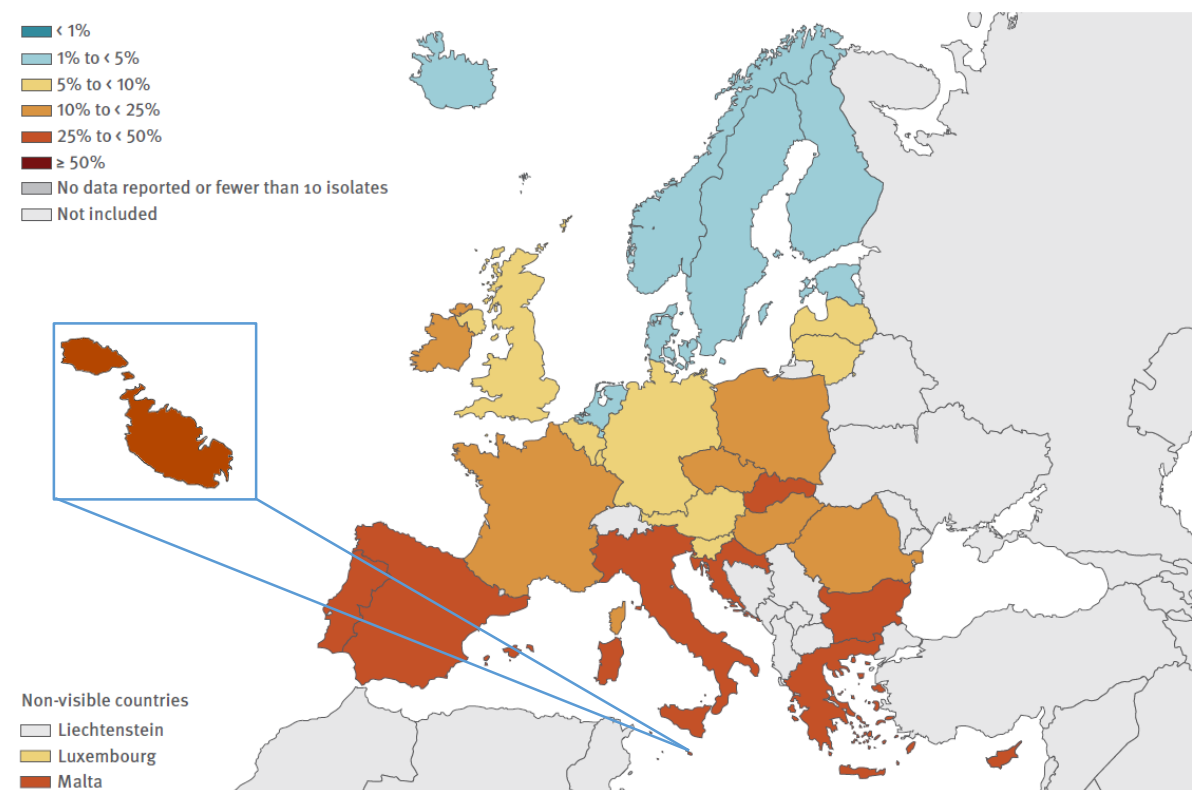 < 1%
1% to < 5%
5% to < 10%
10% to < 25%
25% to < 50%
≥ 50%
No data reported or fewer than 10 isolates
Not included
Non-visible countries
Liechtenstein
Luxembourg
Malta